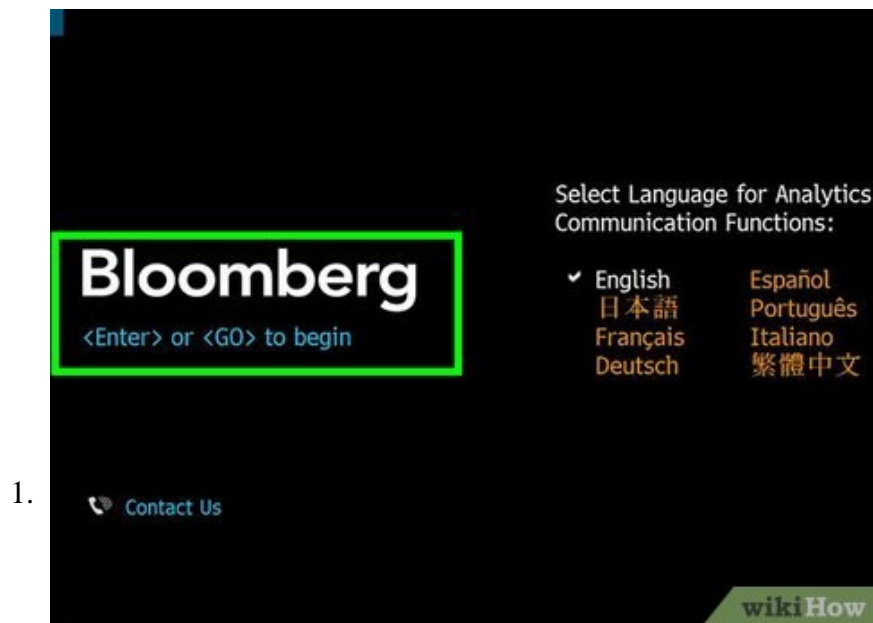 Select Language for Analytics
Communication Functions:
Bloomberg
<Enter> or <GO> to begin
✔ English Español
日本語 Português
Français Italiano
Deutsch 繁體中文
1.
Contact Us
wikiHow